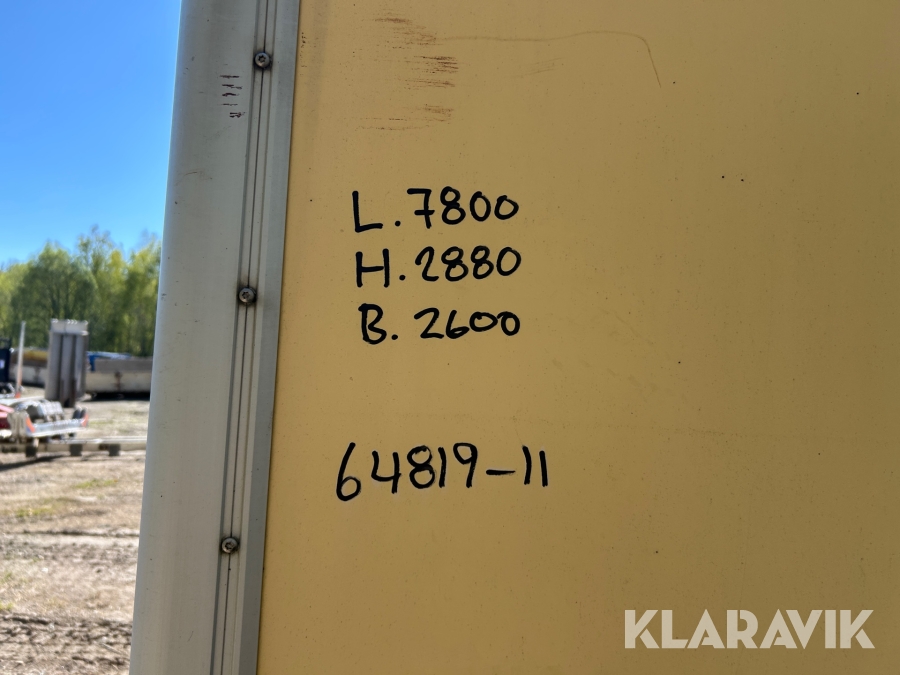 L. 7800
H. 2880
B. 2600
64819-11
KLARAVIK